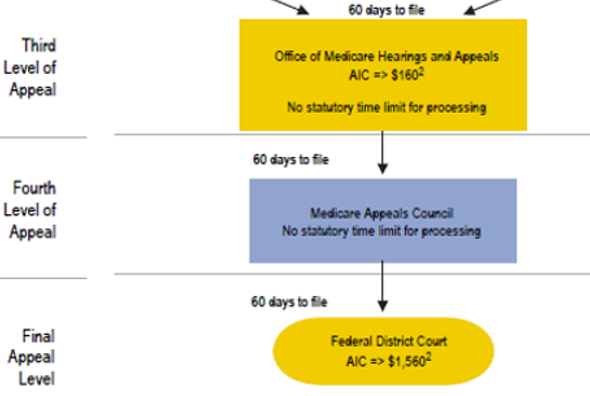 60 days to file
Third
Level of
Appeal
Office of Medicare Hearings and Appeals
AIC => $160²
No statutory time limit for processing
60 days to file
Fourth
Level of
Appeal
Medicare Appeals Council
No statutory time limit for processing
60 days to file
Final
Appeal
Level
Federal District Court
AIC => $1,560²